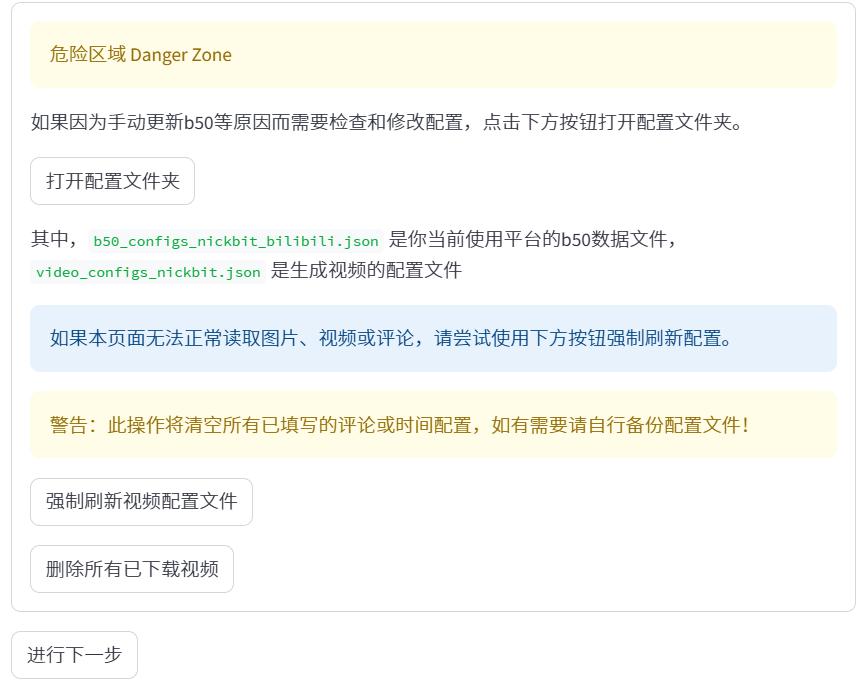 危险区域 Danger Zone
如果因为手动更新b50等原因而需要检查和修改配置，点击下方按钮打开配置文件夹。
打开配置文件夹
其中， b50_configs_nickbit_bilibili.json 是你当前使用平台的b50数据文件，
video_configs_nickbit.json 是生成视频的配置文件
如果本页面无法正常读取图片、视频或评论，请尝试使用下方按钮强制刷新配置。
警告：此操作将清空所有已填写的评论或时间配置，如有需要请自行备份配置文件！
强制刷新视频配置文件
删除所有已下载视频
进行下一步